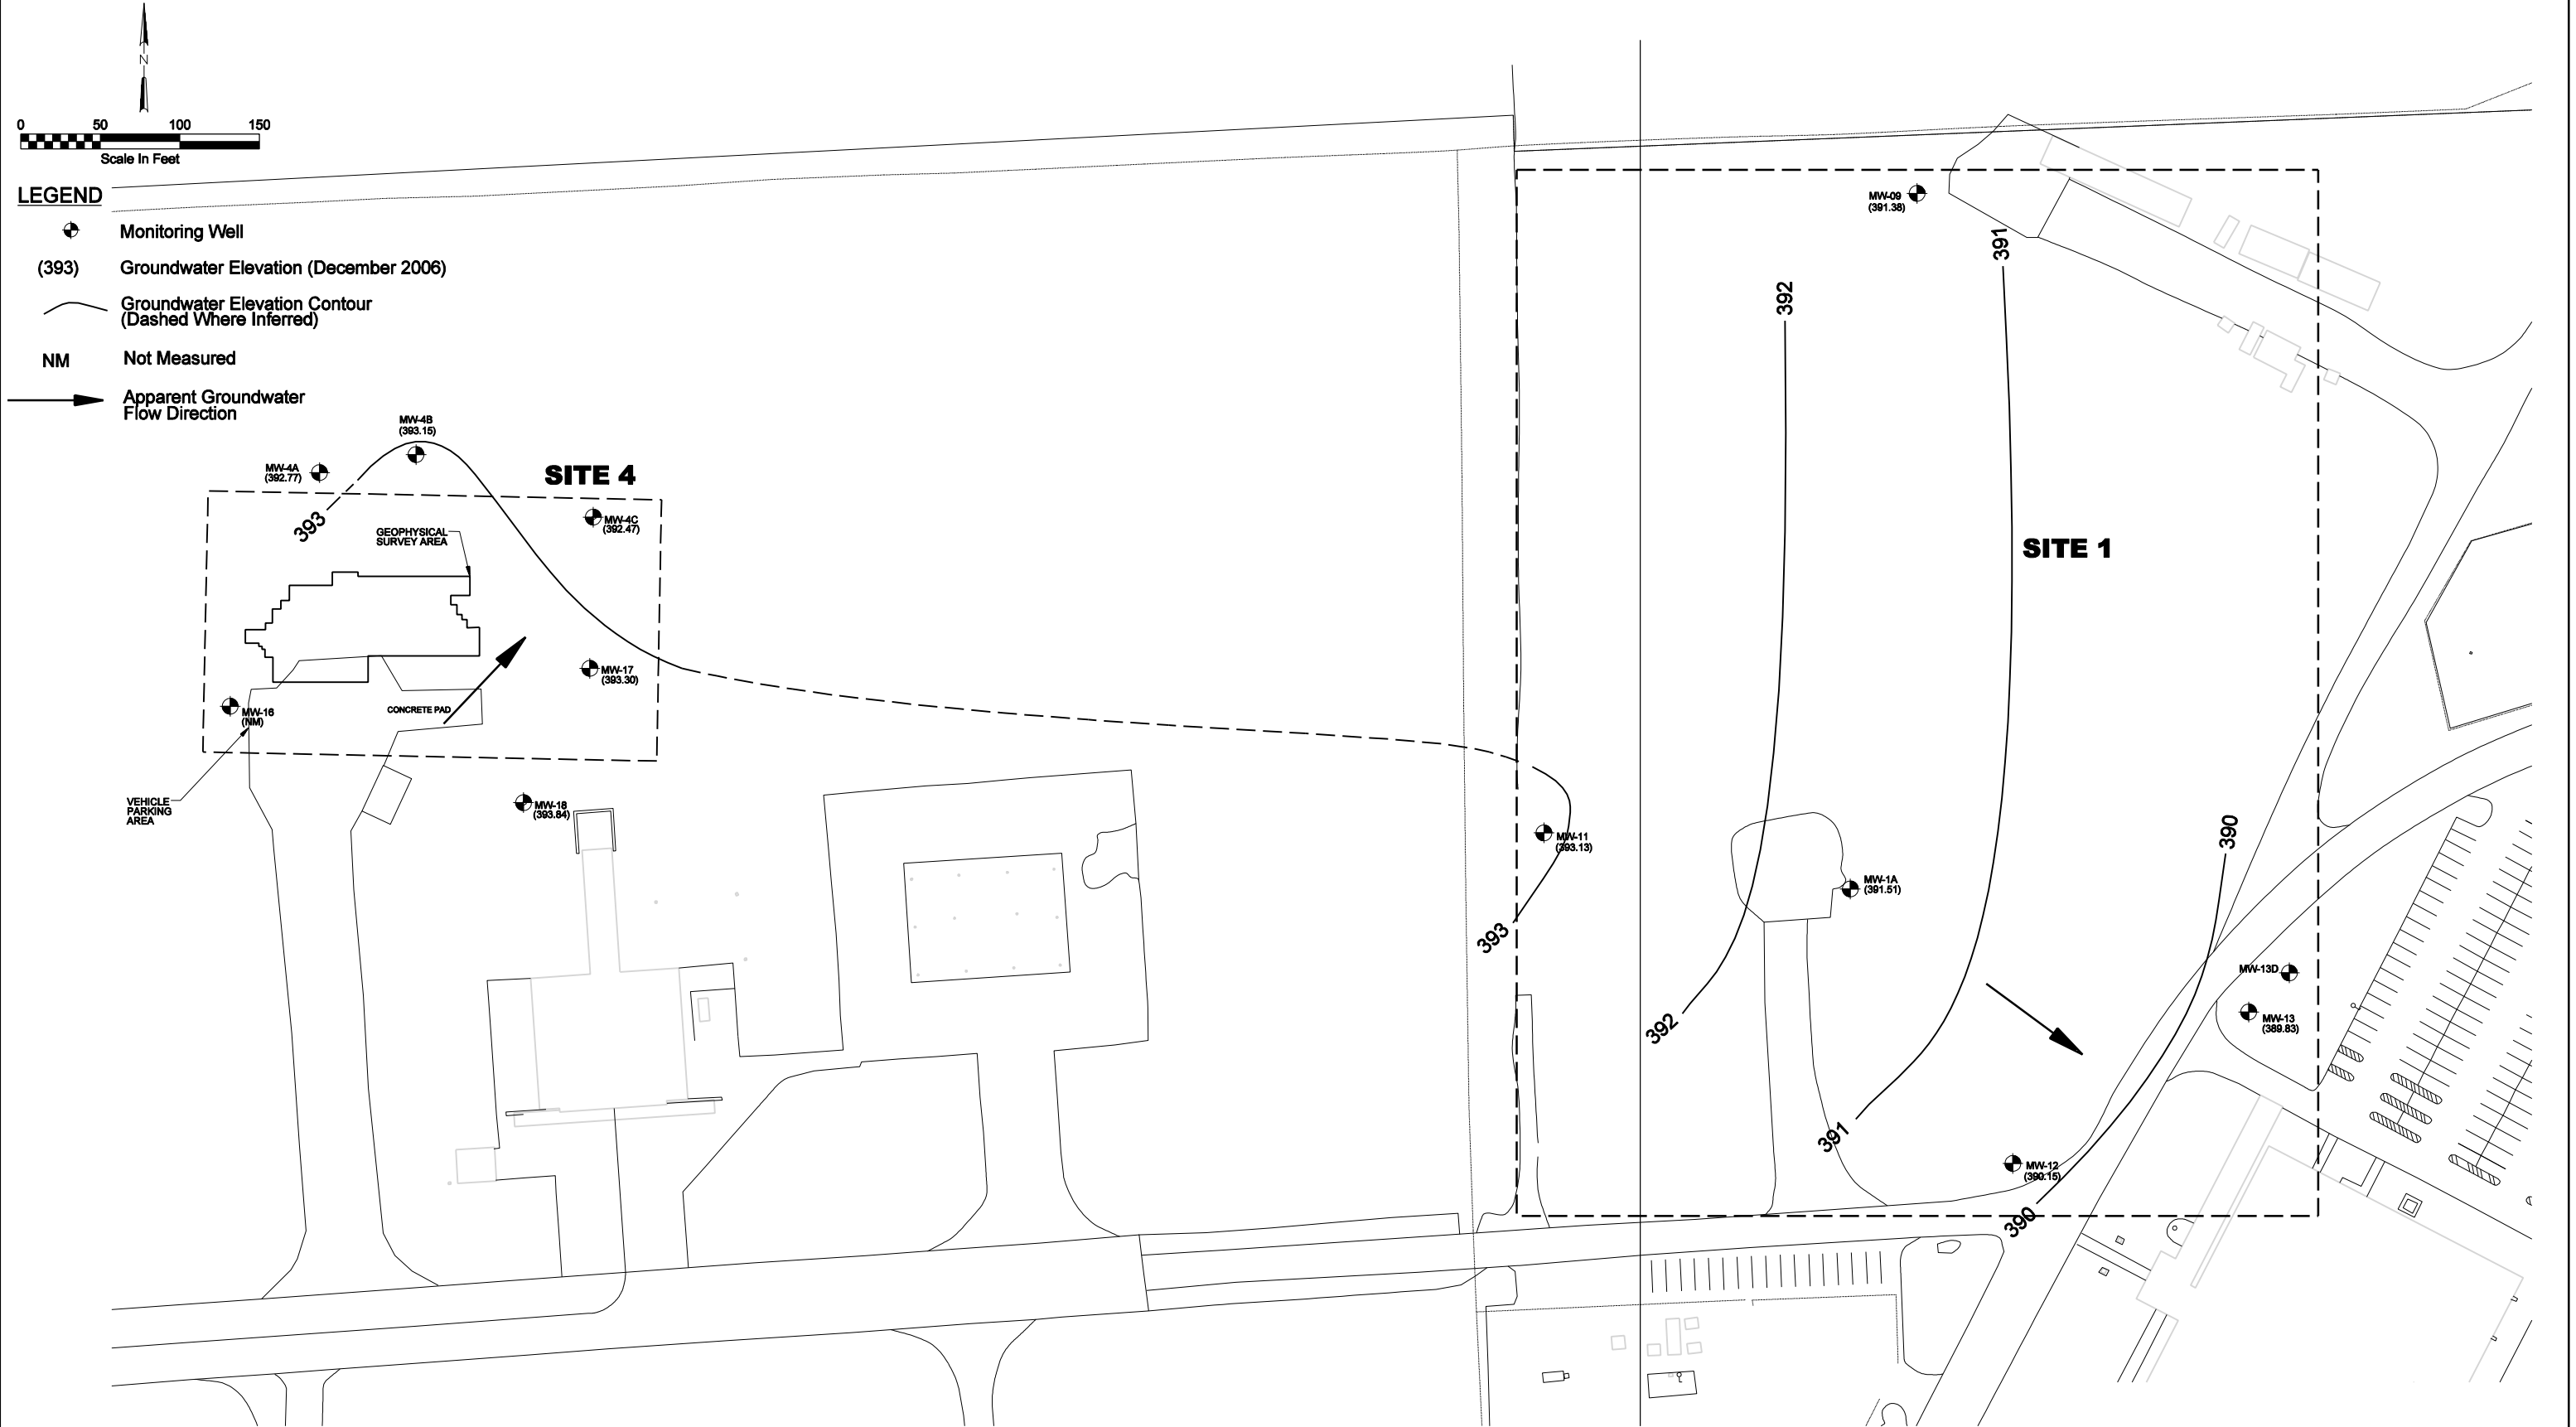 N
0 50 100 150
Scale In Feet
LEGEND
Monitoring Well
(393) Groundwater Elevation (December 2006)
Groundwater Elevation Contour
(Dashed Where Inferred)
NM Not Measured
Apparent Groundwater
Flow Direction
MW-4B
(393.15)
MW-4A
(392.77)
SITE 4
393
MW-4C
(392.47)
GEOPHYSICAL
SURVEY AREA
MW-17
(393.30)
MW-16
(NM)
CONCRETE PAD
VEHICLE
PARKING
AREA
MW-18
(393.84)
MW-09
(391.38)
391
392
SITE 1
MW-11
(393.13)
390
MW-1A
(391.51)
393
MW-13D
MW-13
(389.83)
392
391
MW-12
(390.15)
390